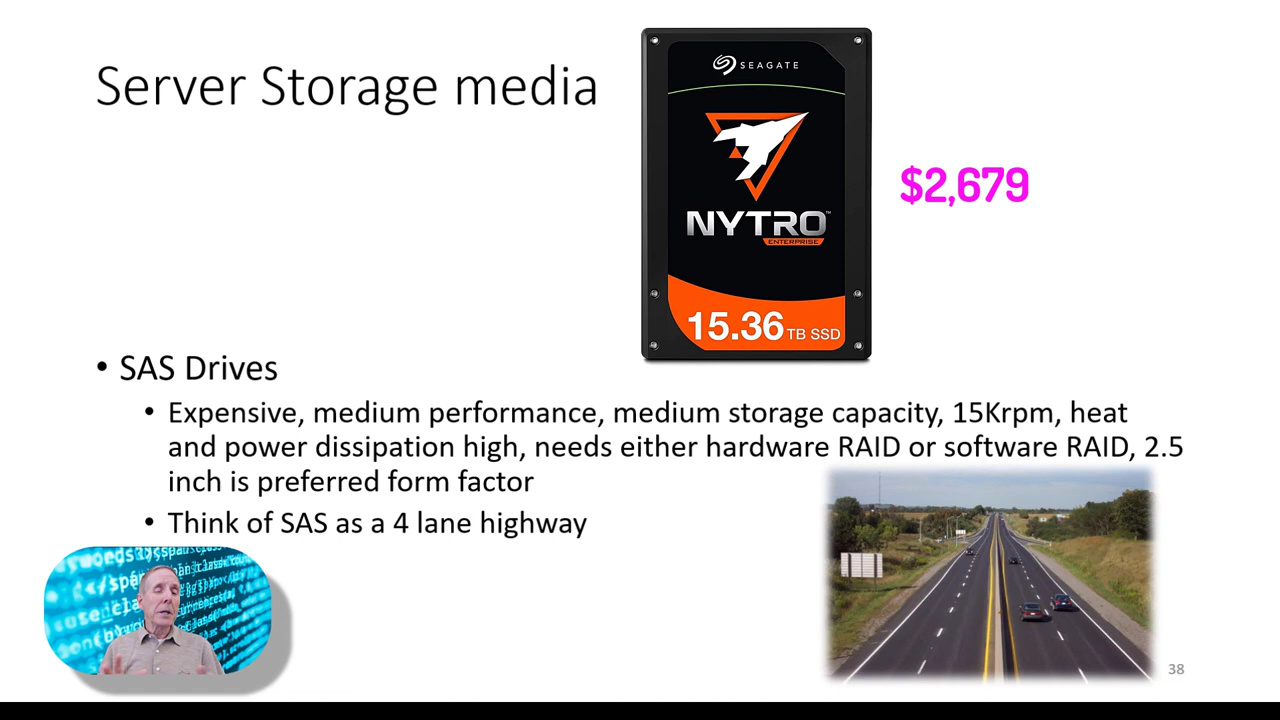 Server Storage media
SEAGATE
$2,679
NYTRO™
ENTERPRISE
15.36 TB SSD
• SAS Drives
• Expensive, medium performance, medium storage capacity, 15Krpm, heat
and power dissipation high, needs either hardware RAID or software RAID, 2.5
inch is preferred form factor
• Think of SAS as a 4 lane highway
38